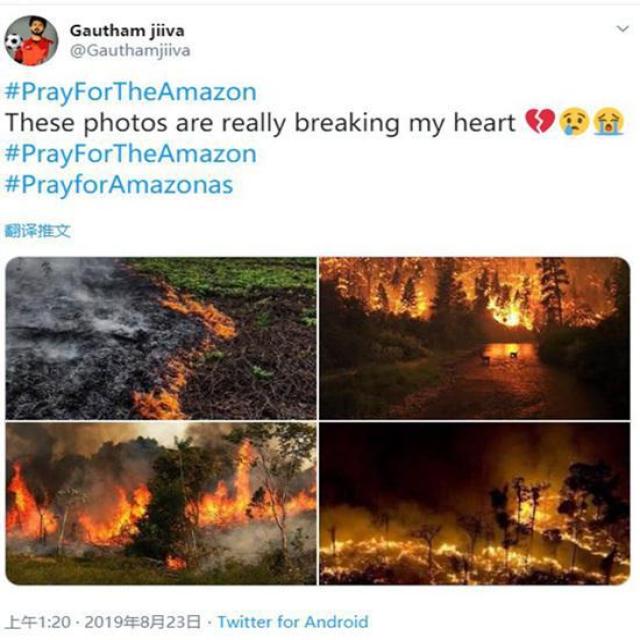 Gautham jiiva
@Gauthamjiiva
#PrayForTheAmazon
These photos are really breaking my heart 💔😢😭
#PrayForTheAmazon
#PrayforAmazonas
翻译推文
上午1:20 · 2019年8月23日 · Twitter for Android